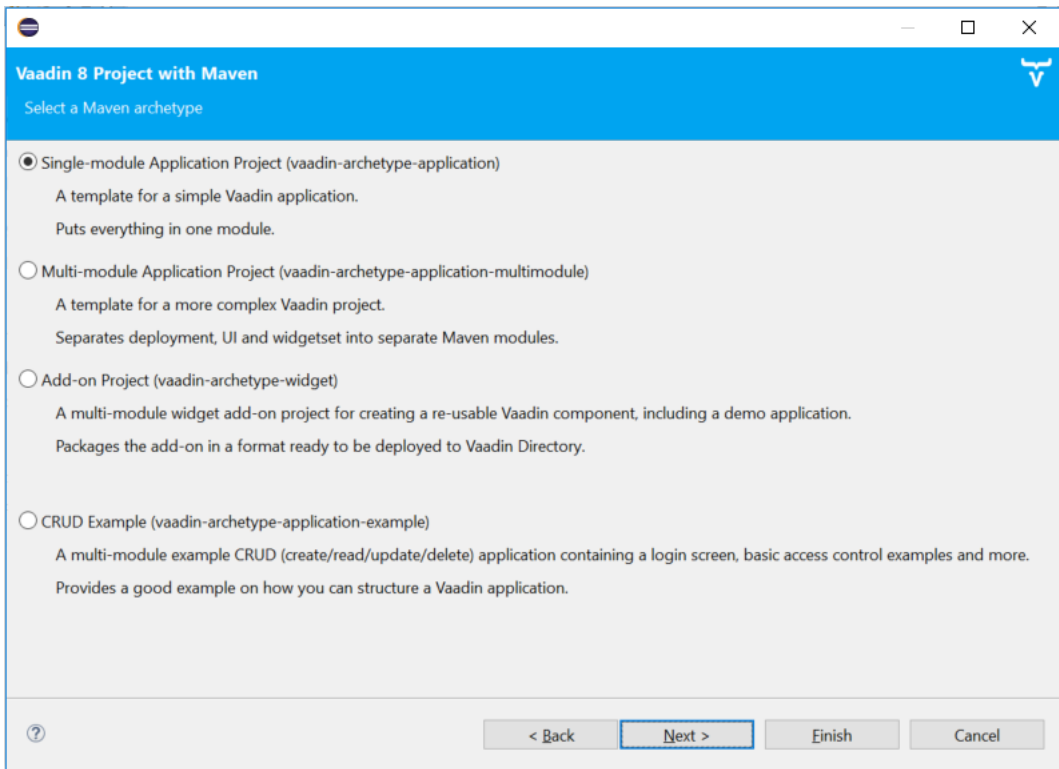 Vaadin 8 Project with Maven
Select a Maven archetype
Single-module Application Project (vaadin-archetype-application)
A template for a simple Vaadin application.
Puts everything in one module.
Multi-module Application Project (vaadin-archetype-application-multimodule)
A template for a more complex Vaadin project.
Separates deployment, UI and widgetset into separate Maven modules.
Add-on Project (vaadin-archetype-widget)
A multi-module widget add-on project for creating a re-usable Vaadin component, including a demo application.
Packages the add-on in a format ready to be deployed to Vaadin Directory.
CRUD Example (vaadin-archetype-application-example)
A multi-module example CRUD (create/read/update/delete) application containing a login screen, basic access control examples and more.
Provides a good example on how you can structure a Vaadin application.
? < Back Next > Finish Cancel